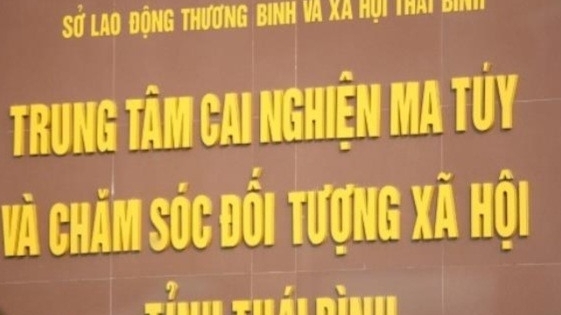 SỞ LAO ĐỘNG THƯƠNG BINH VÀ XÃ HỘI THÁI BÌNH
TRUNG TÂM CAI NGHIỆN MA TÚY
VÀ CHĂM SÓC ĐỐI TƯỢNG XÃ HỘI
TỈNH THÁI BÌNH